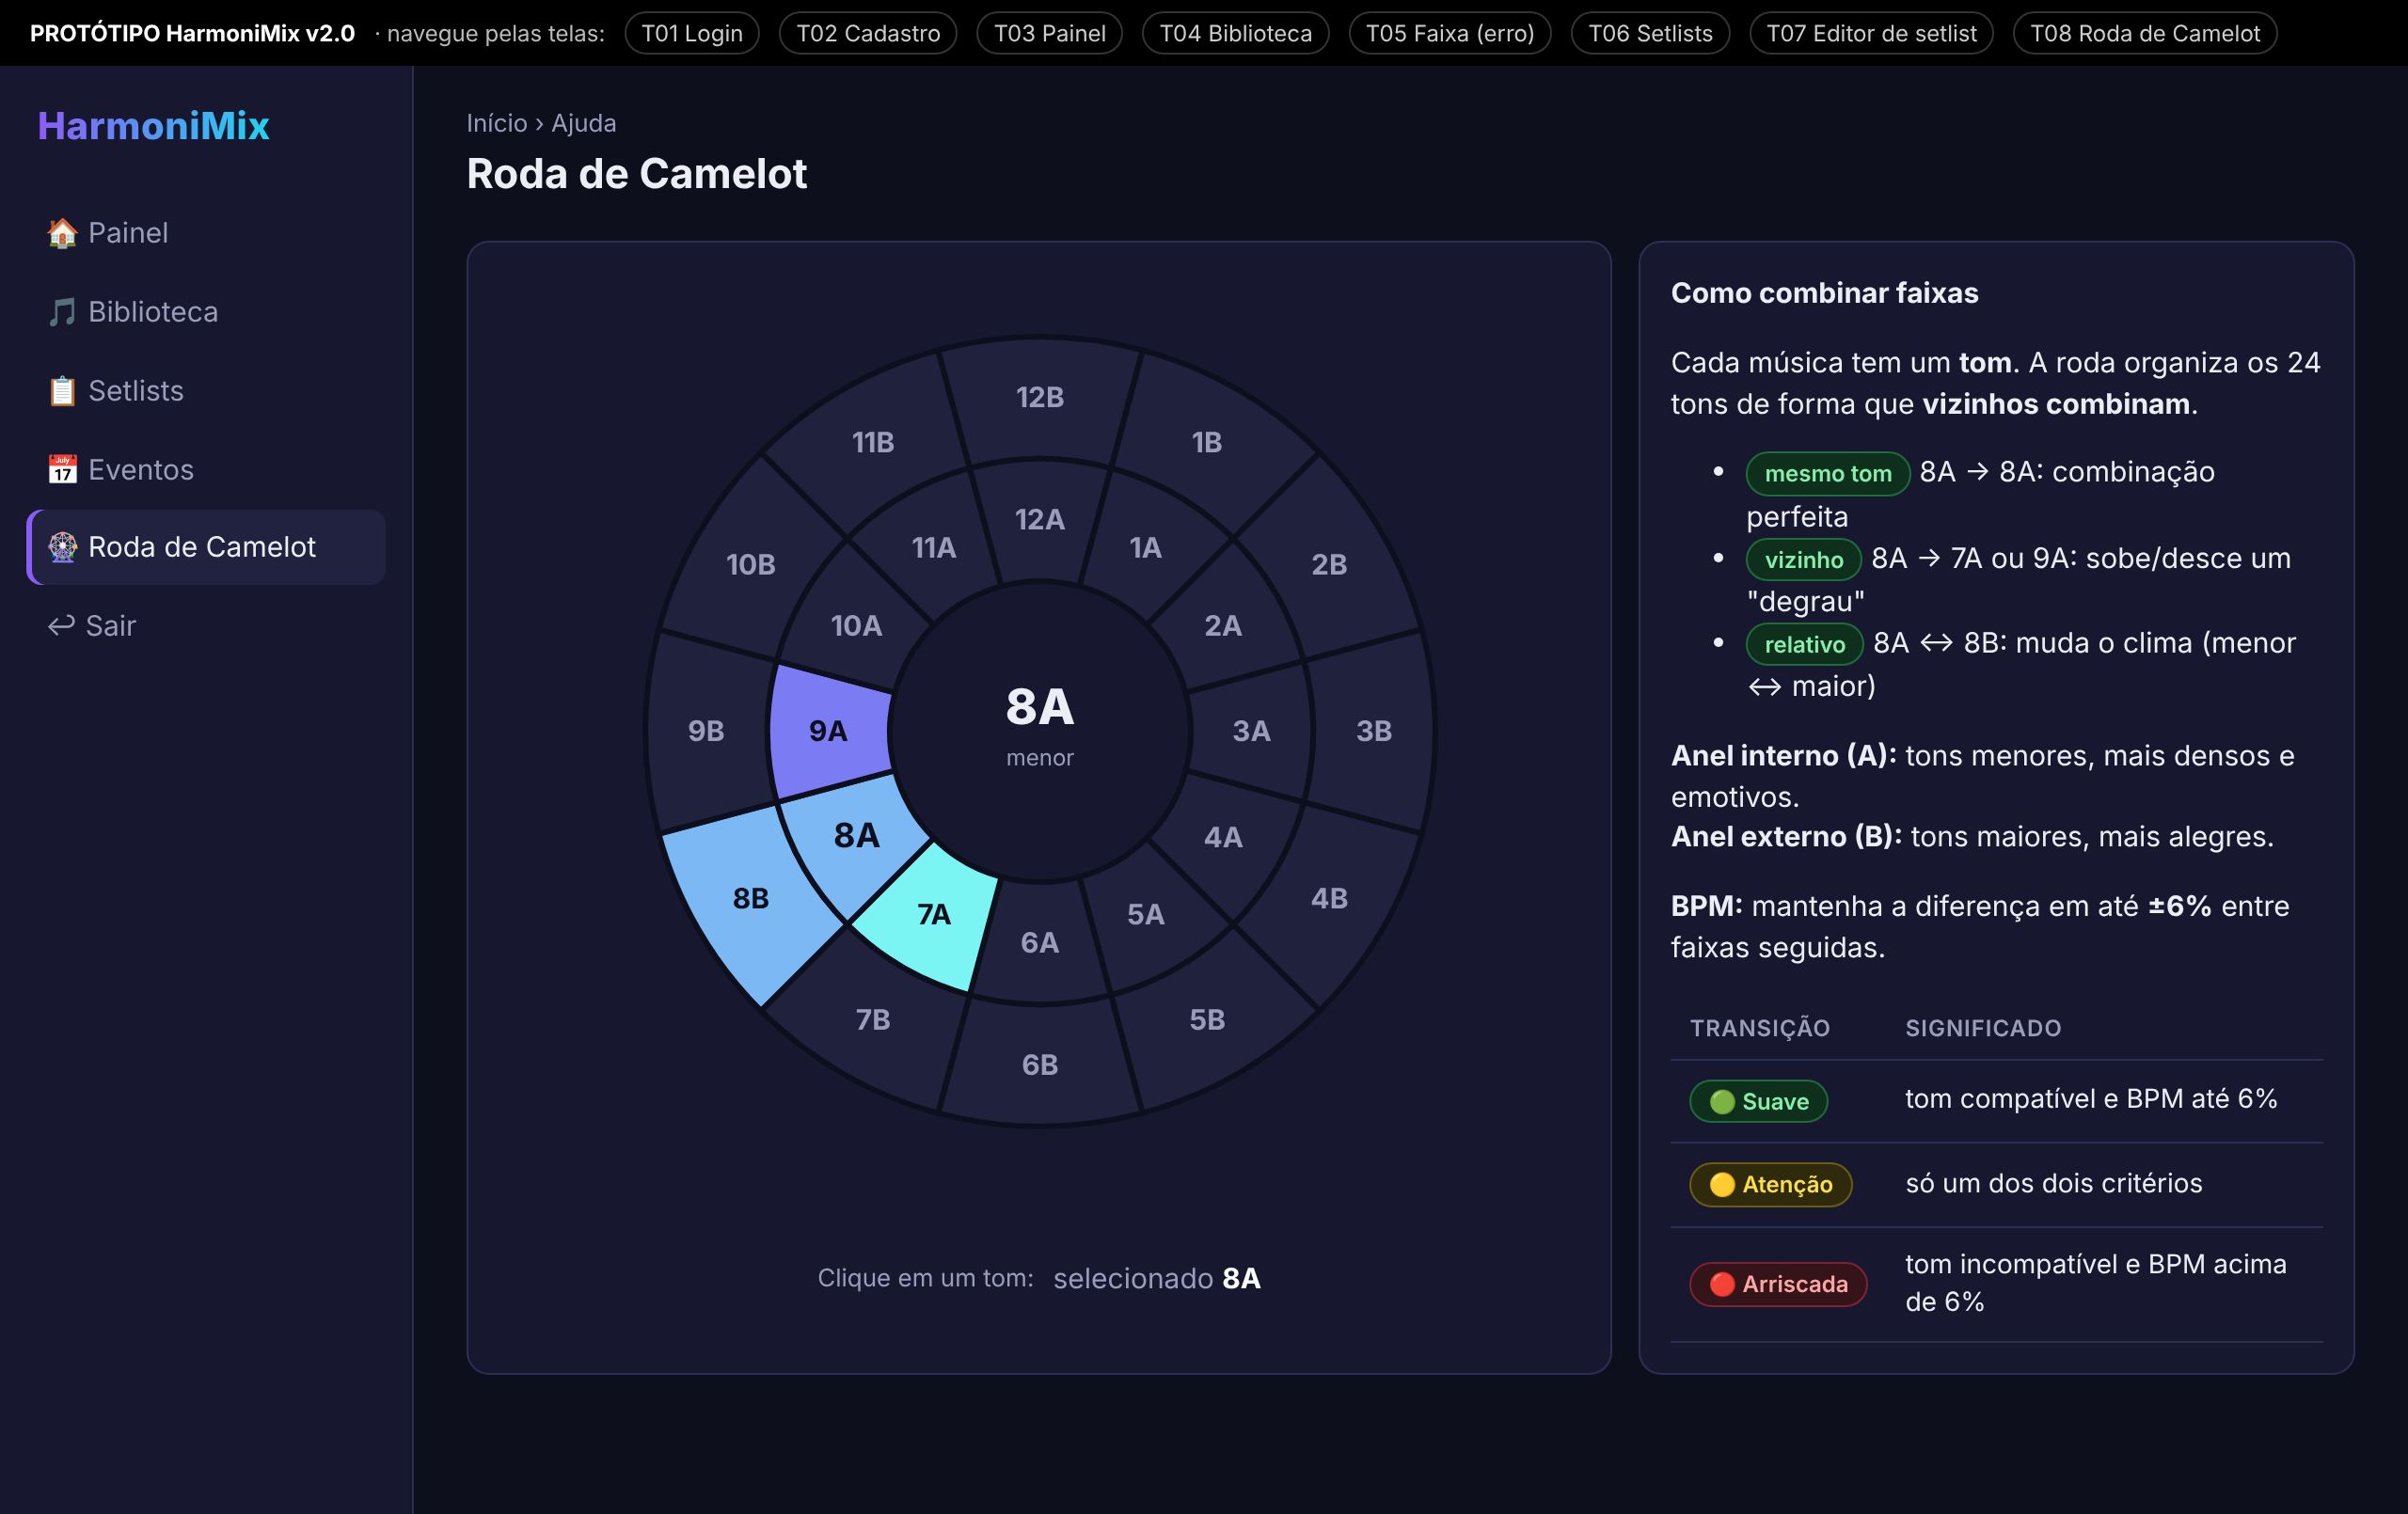 PROTÓTIPO HarmoniMix v2.0 · navegue pelas telas: T01 Login T02 Cadastro T03 Painel T04 Biblioteca T05 Faixa (erro) T06 Setlists T07 Editor de setlist T08 Roda de Camelot
HarmoniMix
Painel
Biblioteca
Setlists
July 17 Eventos
Roda de Camelot
Sair
Início › Ajuda
Roda de Camelot
12B
11B
1B
12A
11A
1A
10B
2B
10A
2A
9B
9A
3A
3B
8A
menor
8A
4A
8B
4B
7A
5A
6A
7B
5B
6B
Clique em um tom: selecionado 8A
Como combinar faixas
Cada música tem um tom. A roda organiza os 24
tons de forma que vizinhos combinam.
• mesmo tom 8A → 8A: combinação
perfeita
• vizinho 8A → 7A ou 9A: sobe/desce um
"degrau"
• relativo 8A ↔ 8B: muda o clima (menor
↔ maior)
Anel interno (A): tons menores, mais densos e
emotivos.
Anel externo (B): tons maiores, mais alegres.
BPM: mantenha a diferença em até ±6% entre
faixas seguidas.
TRANSIÇÃO SIGNIFICADO
Suave tom compatível e BPM até 6%
Atenção só um dos dois critérios
Arriscada tom incompatível e BPM acima
de 6%